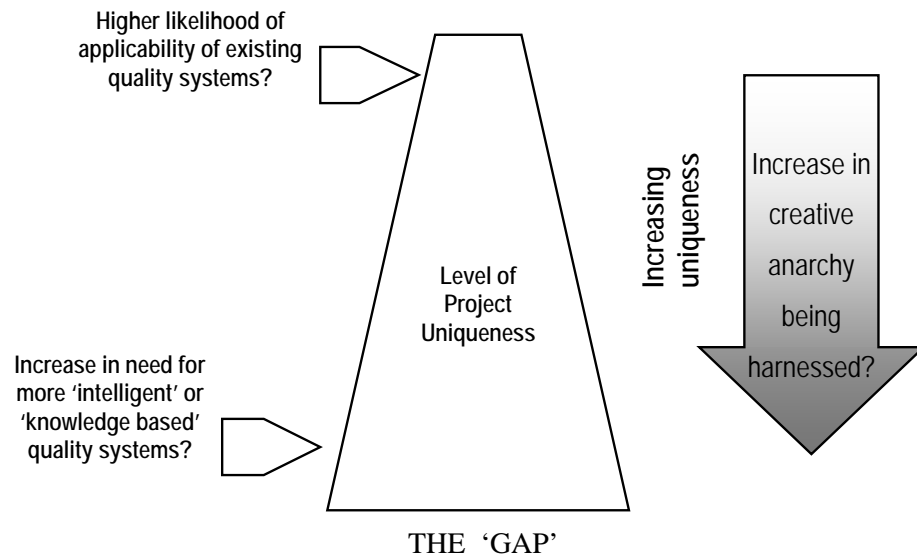 Higher likelihood of
applicability of existing
quality systems?
Increasing
uniqueness
Increase in
creative
anarchy
being
harnessed?
Level of
Project
Uniqueness
Increase in need for
more ‘intelligent’ or
‘knowledge based’
quality systems?
THE ‘GAP’